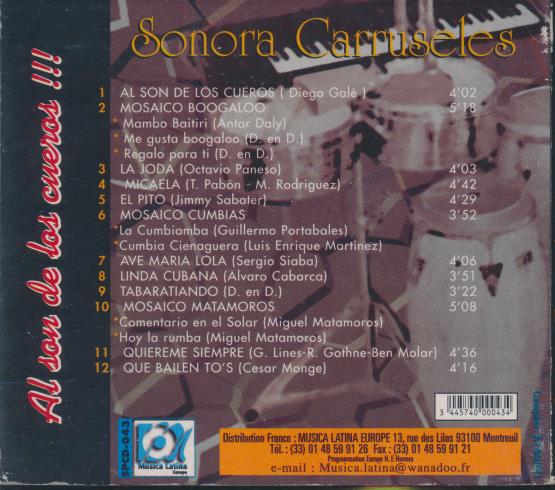 Sonora Carruseles
Al son de los cueros !!!
1 AL SON DE LOS CUEROS ( Diego Galé ) 4'02
2 MOSAICO BOOGALOO 5'18
* Mambo Baitiri (Antar Daly)
* Me gusta boogaloo (D. en D.)
* Regalo para ti (D. en D.)
3 LA JODA (Octavio Paneso) 4'03
4 MICAELA (T. Pabón - M. Rodriguez) 4'42
5 EL PITO (Jimmy Sabater) 4'29
6 MOSAICO CUMBIAS 3'52
*La Cumbiamba (Guillermo Portabales)
*Cumbia Cienaguera (Luis Enrique Martinez)
7 AVE MARIA LOLA (Sergio Siaba) 4'06
8 LINDA CUBANA (Alvaro Cabarca) 3'51
9 TABARATIANDO (D. en D.) 3'22
10 MOSAICO MATAMOROS 5'08
*Comentario en el Solar (Miguel Matamoros)
*Hoy la rumba (Miguel Matamoros)
11 QUIEREME SIEMPRE (G. Lines-R. Gothne-Ben Molar) 4'36
12 QUE BAILEN TO'S (Cesar Monge) 4'16
3 445740 000434
SPCD-043
Musica Latina
Europe
Distribution France : MUSICA LATINA EUROPE 13, rue des Lilas 93100 Montreuil
Tél. : (33) 01 48 59 91 26 Fax : (33) 01 48 59 91 21
Programmation Europe H. F Herrera
e-mail : Musica.latina@wanadoo.fr